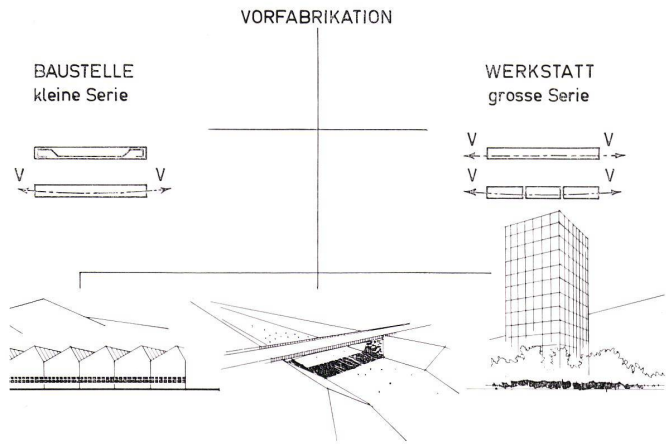 VORFABRIKATION
BAUSTELLE
kleine Serie
WERKSTATT
grosse Serie
V V
V V
V V